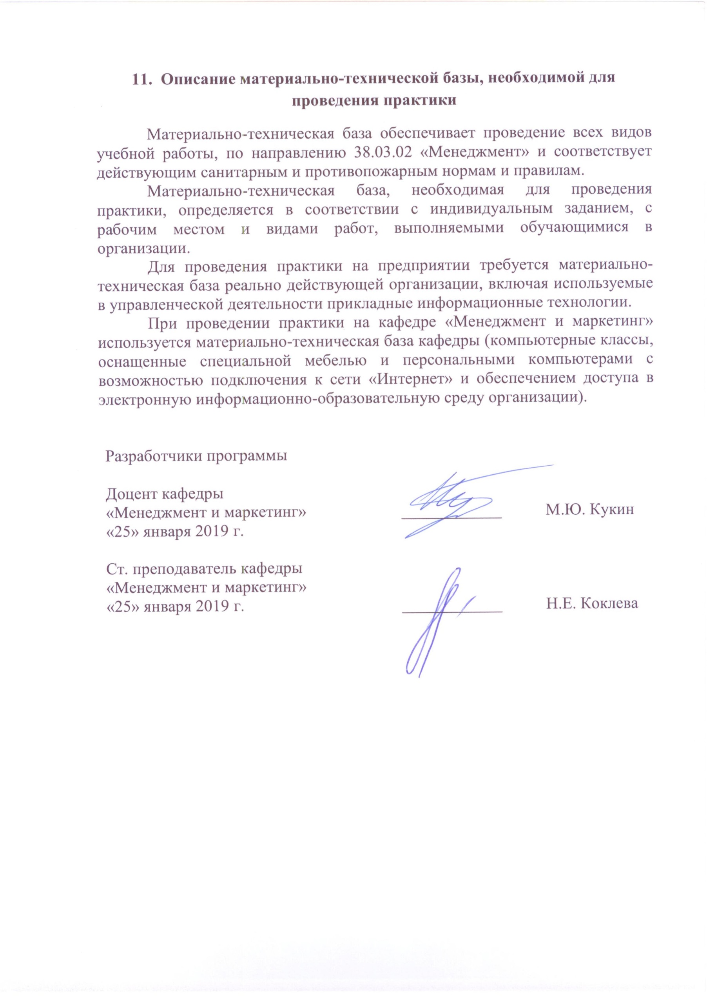 11. Описание материально-технической базы, необходимой для
проведения практики
Материально-техническая база обеспечивает проведение всех видов
учебной работы, по направлению 38.03.02 «Менеджмент» и соответствует
действующим санитарным и противопожарным нормам и правилам.
Материально-техническая база, необходимая для проведения
практики, определяется в соответствии с индивидуальным заданием, с
рабочим местом и видами работ, выполняемыми обучающимися в
организации.
Для проведения практики на предприятии требуется материально-
техническая база реально действующей организации, включая используемые
в управленческой деятельности прикладные информационные технологии.
При проведении практики на кафедре «Менеджмент и маркетинг»
используется материально-техническая база кафедры (компьютерные классы,
оснащенные специальной мебелью и персональными компьютерами с
возможностью подключения к сети «Интернет» и обеспечением доступа в
электронную информационно-образовательную среду организации).
Разработчики программы
Доцент кафедры
«Менеджмент и маркетинг»
М.Ю. Кукин
«25» января 2019 г.
Ст. преподаватель кафедры
«Менеджмент и маркетинг»
«25» января 2019 г.
Н.Е. Коклева